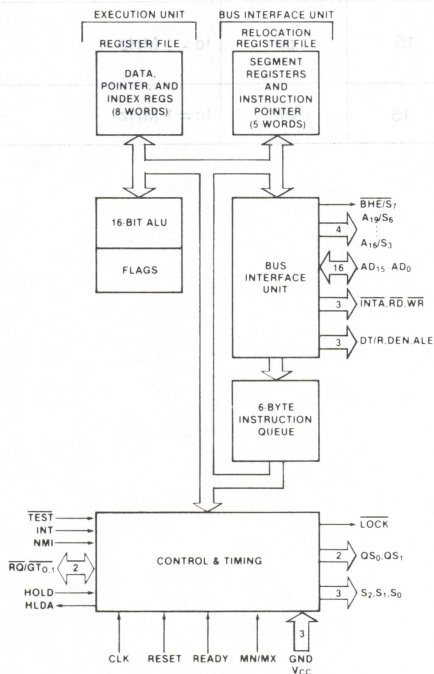 EXECUTION UNIT
BUS INTERFACE UNIT
REGISTER FILE
RELOCATION
REGISTER FILE
DATA,
POINTER, AND
INDEX REGS
(8 WORDS)
SEGMENT
REGISTERS
AND
INSTRUCTION
POINTER
(5 WORDS)
16-BIT ALU
FLAGS
BUS
INTERFACE
UNIT
BHE/S7
A19/S6
4
A16/S3
16
AD15-AD0
3
INTA,RD,WR
3
DT/R,DEN,ALE
6-BYTE
INSTRUCTION
QUEUE
TEST
INT
NMI
RQ/GT0,1
2
HOLD
HLDA
CONTROL & TIMING
LOCK
2
QS0,QS1
3
S2,S1,S0
CLK
RESET
READY
MN/MX
3
GND
VCC